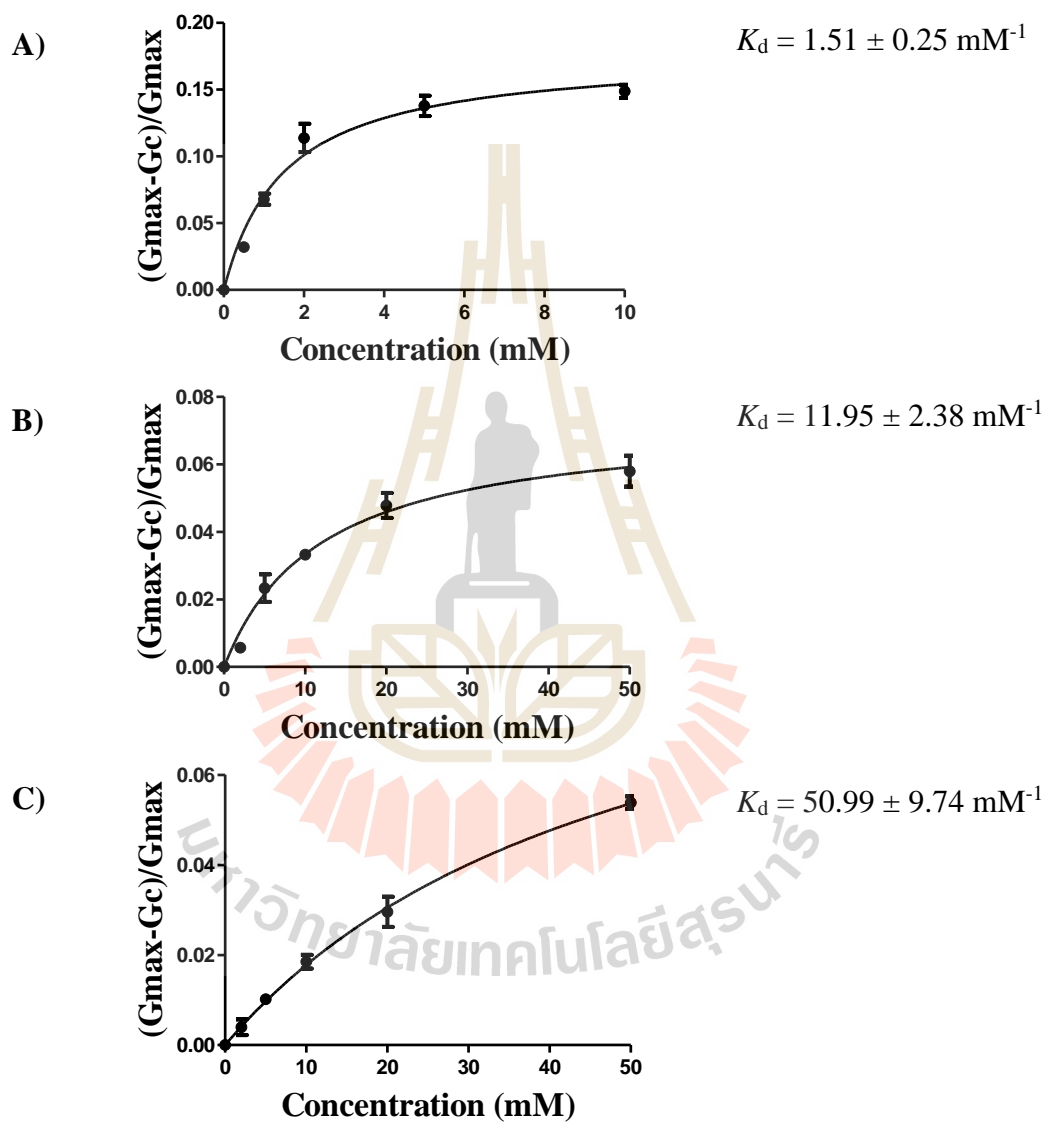 A)
K_d = 1.51 ± 0.25 mM⁻¹
(Gmax-Gc)/Gmax
0.20
0.15
0.10
0.05
0.00
0 2 4 6 8 10
Concentration (mM)
B)
K_d = 11.95 ± 2.38 mM⁻¹
(Gmax-Gc)/Gmax
0.08
0.06
0.04
0.02
0.00
0 10 20 30 40 50
Concentration (mM)
C)
K_d = 50.99 ± 9.74 mM⁻¹
(Gmax-Gc)/Gmax
0.06
0.04
0.02
0.00
0 10 20 30 40 50
Concentration (mM)
มหาวิทยาลัยเทคโนโลยีสุรนารี